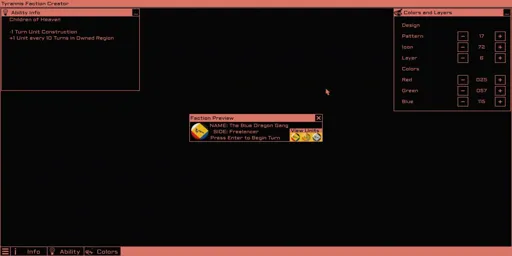 Tyranno Faction Creator
Ability info
Children of Heaven
-1 Turn Unit Construction
+1 Unit every 10 Turns in Owned Region
Colors and Layers
Design
Pattern - 17 +
Icon - 72 +
Layer - 8 +
Colors
Red - 025 +
Green - 057 +
Blue - 76 +
Faction Preview
NAME: The Blue Dragon Gang
SIDE: Freelancer
Press Enter to Begin Turn
View Units
Info
Ability
Colors